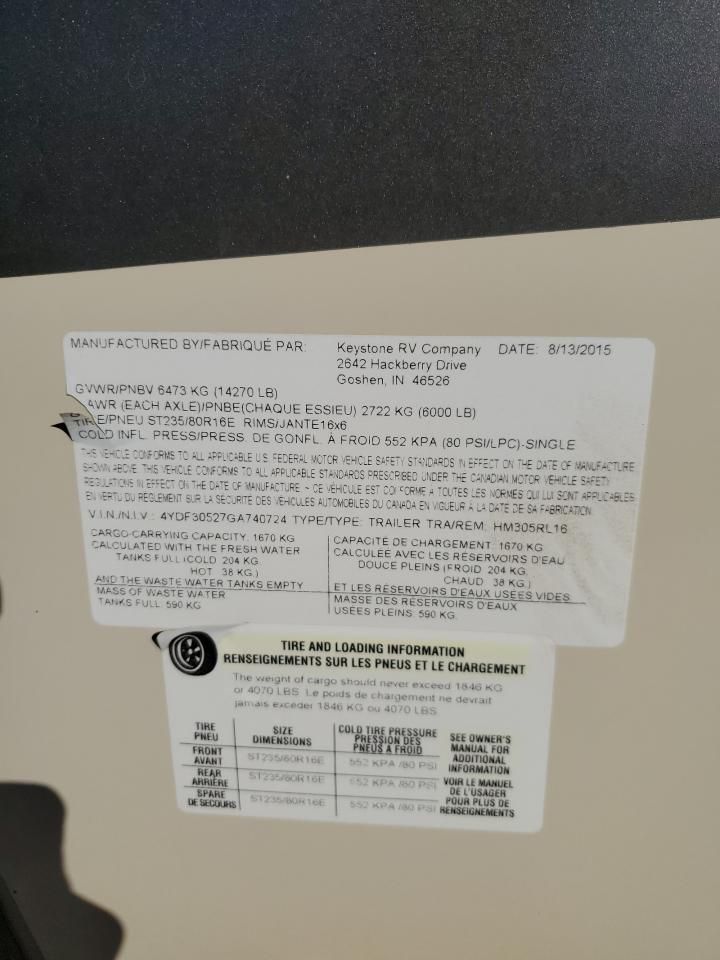 MANUFACTURED BY/FABRIQUÉ PAR: Keystone RV Company DATE: 8/13/2015
2642 Hackberry Drive
Goshen, IN 46526
GVWR/PNBV 6473 KG (14270 LB)
AWR (EACH AXLE)/PNBE(CHAQUE ESSIEU) 2722 KG (6000 LB)
TIRE/PNEU ST235/80R16E RIMS/JANTE16x6
COLD INFL. PRESS/PRESS. DE GONFL. À FROID 552 KPA (80 PSI/LPC)-SINGLE
THIS VEHICLE CONFORMS TO ALL APPLICABLE U.S. FEDERAL MOTOR VEHICLE SAFETY STANDARDS IN EFFECT ON THE DATE OF MANUFACTURE
SHOWN ABOVE. THIS VEHICLE CONFORMS TO ALL APPLICABLE STANDARDS PRESCRIBED UNDER THE CANADIAN MOTOR VEHICLE SAFETY
REGULATIONS IN EFFECT ON THE DATE OF MANUFACTURE ~ CE VÉHICULE EST CONFORME A TOUTES LES NORMES QUI LUI SONT APPLICABLES
EN VERTU DU RÈGLEMENT SUR LA SÉCURITÉ DES VÉHICULES AUTOMOBILES DU CANADA EN VIGUEUR À LA DATE DE SA FABRICATION.
V.I.N./N.I.V.: 4YDF30527GA740724 TYPE/TYPE: TRAILER TRA/REM: HM305RL16
CARGO-CARRYING CAPACITY: 1670 KG
CALCULATED WITH THE FRESH WATER
TANKS FULL (COLD 204 KG.
HOT 38 KG.)
AND THE WASTE WATER TANKS EMPTY
MASS OF WASTE WATER
TANKS FULL: 590 KG
CAPACITÉ DE CHARGEMENT: 1670 KG
CALCULÉE AVEC LES RÉSERVOIRS D'EAU
DOUCE PLEINS (FROID 204 KG.
CHAUD 38 KG.)
ET LES RÉSERVOIRS D'EAUX USÉES VIDES
MASSE DES RÉSERVOIRS D'EAUX
USÉES PLEINS: 590 KG.
TIRE AND LOADING INFORMATION
RENSEIGNEMENTS SUR LES PNEUS ET LE CHARGEMENT
The weight of cargo should never exceed 1846 KG
or 4070 LBS. Le poids de chargement ne devrait
jamais exceder 1846 KG ou 4070 LBS
TIRE
PNEU
SIZE
DIMENSIONS
COLD TIRE PRESSURE
PRESSION DES
PNEUS A FROID
FRONT
AVANT
ST235/80R16E
552 KPA /80 PSI
REAR
ARRIÈRE
ST235/80R16E
552 KPA /80 PSI
SPARE
DE SECOURS
ST235/80R16E
552 KPA /80 PSI
SEE OWNER'S
MANUAL FOR
ADDITIONAL
INFORMATION
VOIR LE MANUEL
DE L'USAGER
POUR PLUS DE
RENSEIGNEMENTS